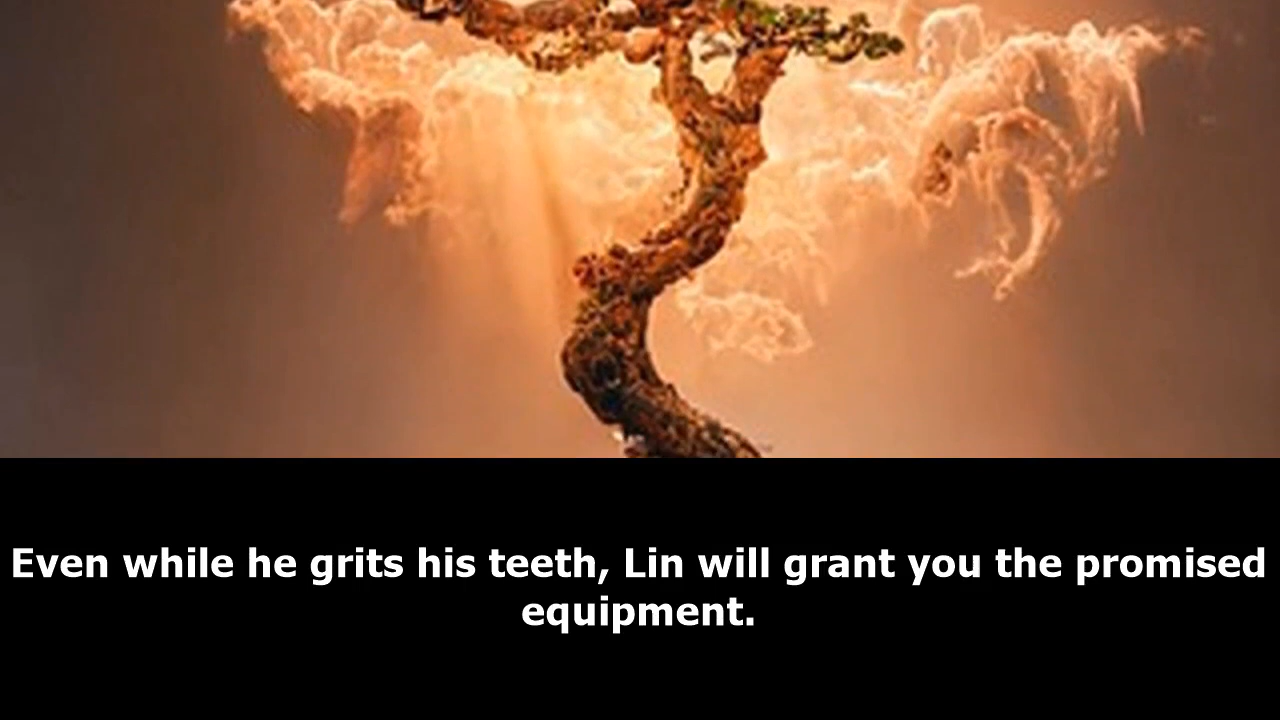 Even while he grits his teeth, Lin will grant you the promised
equipment.